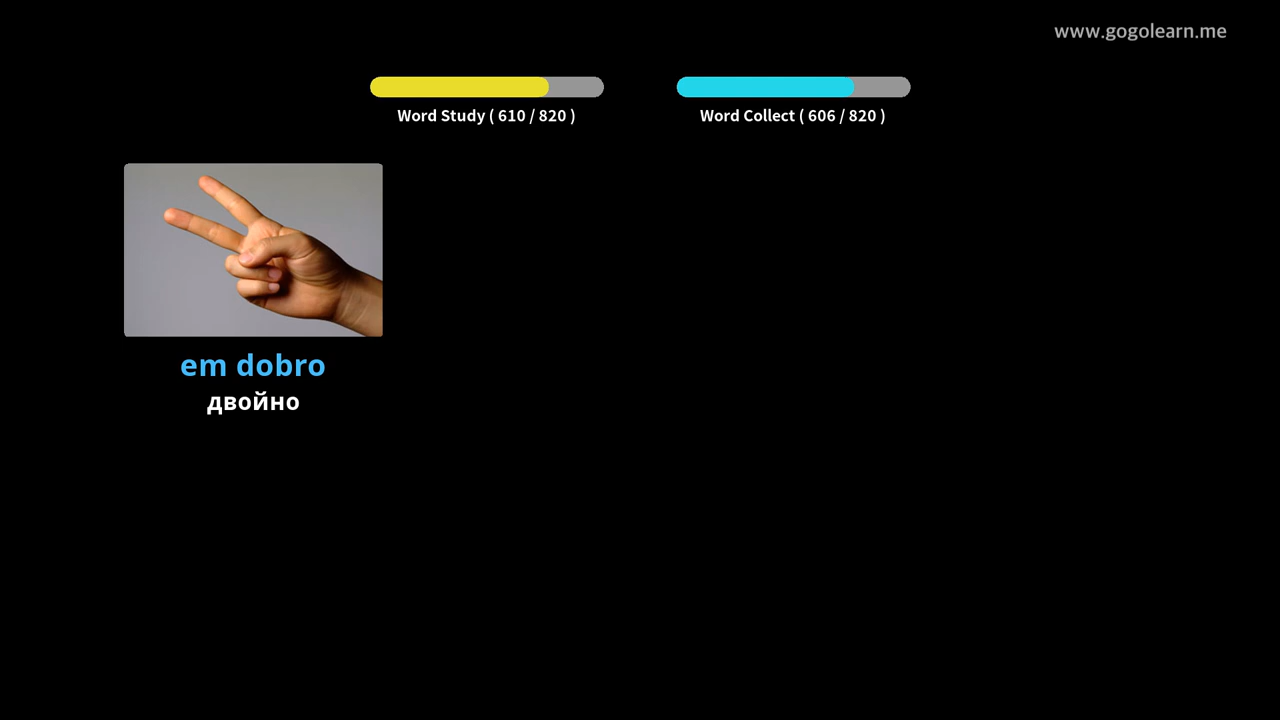 www.gogolearn.me
Word Study ( 610 / 820 )
Word Collect ( 606 / 820 )
em dobro
двойно